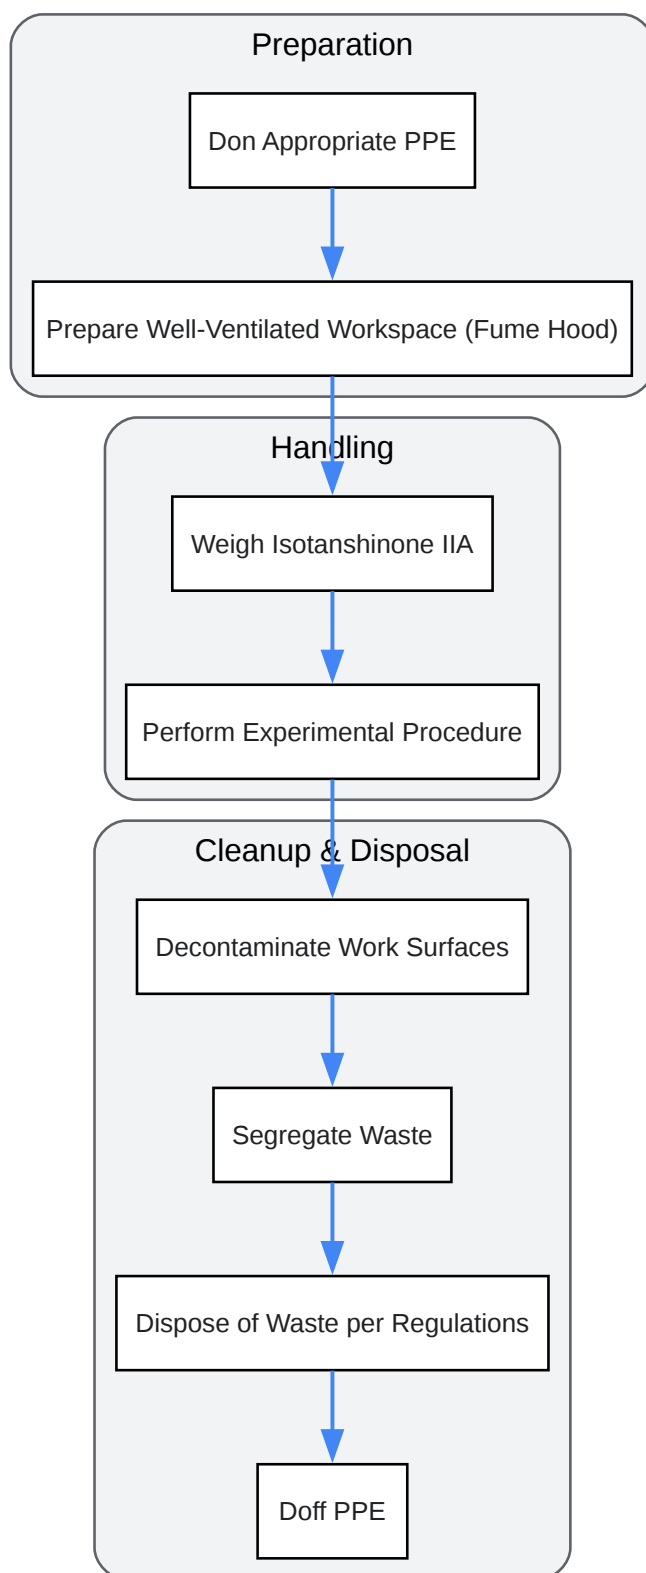 Preparation
Don Appropriate PPE
Prepare Well-Ventilated Workspace (Fume Hood)
Handling
Weigh Isotanshinone IIA
Perform Experimental Procedure
Cleanup & Disposal
Decontaminate Work Surfaces
Segregate Waste
Dispose of Waste per Regulations
Doff PPE